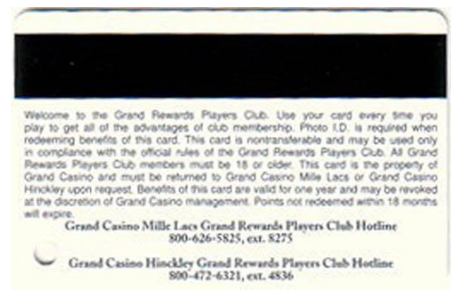 Welcome to the Grand Rewards Players Club. Use your card every time you
play to get all of the advantages of club membership. Photo I.D. is required when
redeeming benefits of this card. This card is nontransferable and may be used only
in compliance with the official rules of the Grand Rewards Players Club. All Grand
Rewards Players Club members must be 18 or older. This card is the property of
Grand Casino and must be returned to Grand Casino Mille Lacs or Grand Casino
Hinckley upon request. Benefits of this card are valid for one year and may be revoked
at the discretion of Grand Casino management. Points not redeemed within 18 months
will expire.
Grand Casino Mille Lacs Grand Rewards Players Club Hotline
800-626-5825, ext. 8275
Grand Casino Hinckley Grand Rewards Players Club Hotline
800-472-6321, ext. 4836